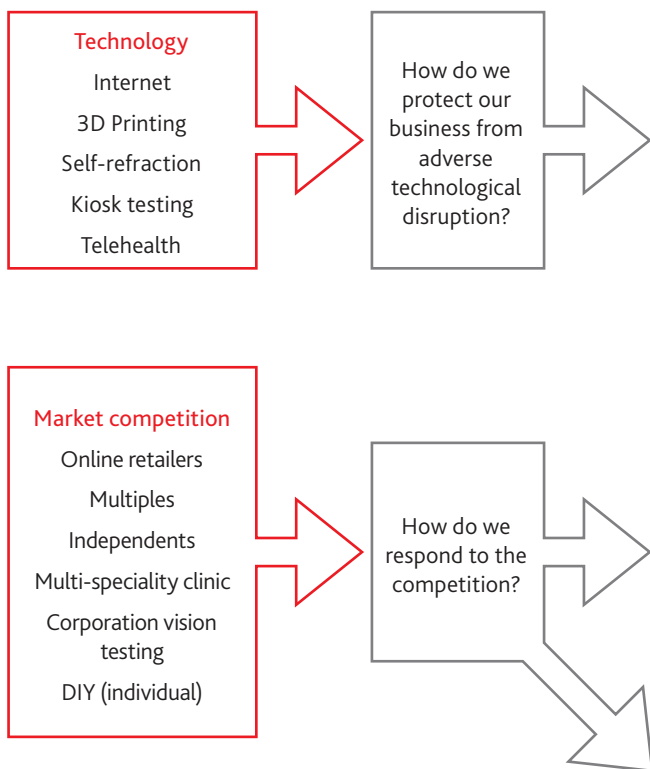 Technology
Internet
3D Printing
Self-refraction
Kiosk testing
Telehealth
How do we
protect our
business from
adverse
technological
disruption?
Market competition
Online retailers
Multiples
Independents
Multi-speciality clinic
Corporation vision
testing
DIY (individual)
How do we
respond to the
competition?